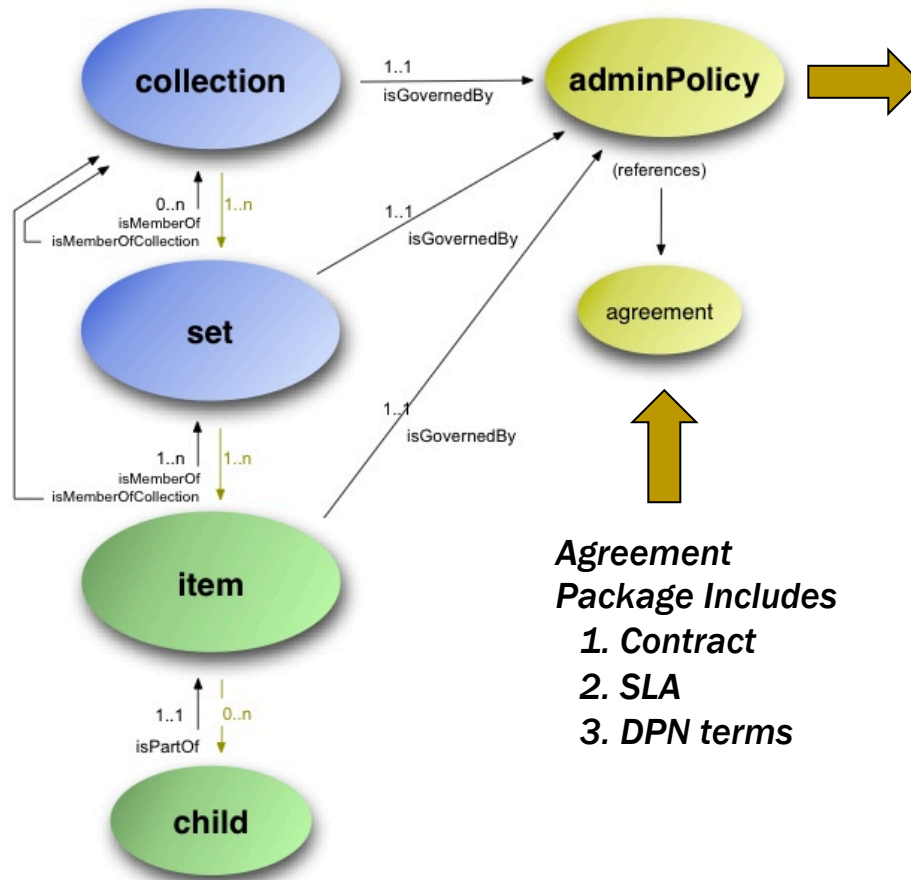 collection
1..1
isGovernedBy
adminPolicy
(references)
0..n
1..n
isMemberOf
isMemberOfCollection
1..1
isGovernedBy
set
agreement
1..n
1..n
isMemberOf
isMemberOfCollection
1..1
isGovernedBy
item
Agreement
Package Includes
1. Contract
2. SLA
3. DPN terms
1..1
0..n
isPartOf
child